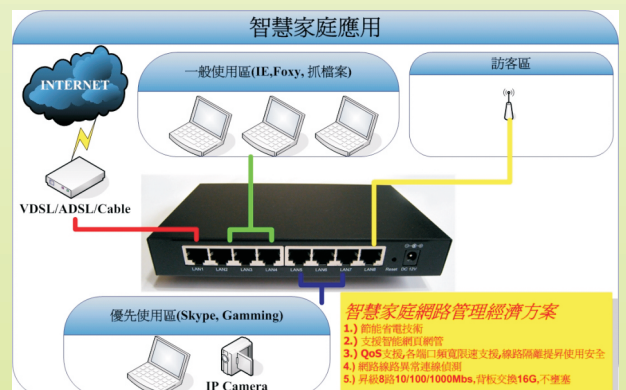 智慧家庭應用
INTERNET
一般使用區(IE,Foxy, 抓檔案)
訪客區
VDSL/ADSL/Cable
LAN1 LAN2 LAN3 LAN4 LAN5 LAN6 LAN7 LAN8 Reset DC 12V
優先使用區(Skype, Gamming)
IP Camera
智慧家庭網路管理經濟方案
1.) 節能省電技術
2.) 支援智能網頁網管
3.) QoS支援,各端口頻寬限速支援,線路隔離提昇使用安全
4.) 網路線路異常連線偵測
5.) 昇級8路10/100/1000Mbs,背板交換16G,不壅塞